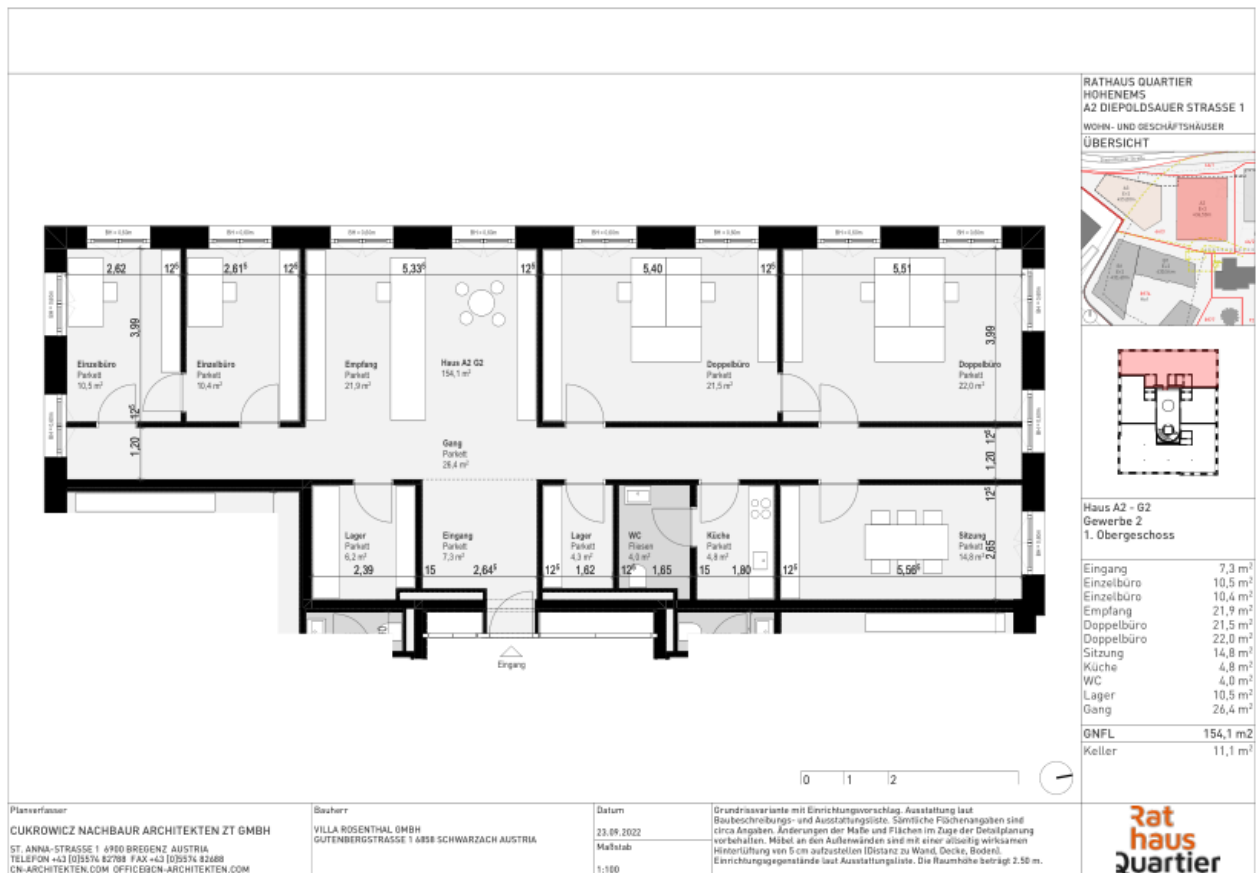 RATHAUS QUARTIER
HOHENEMS
A2 DIEPOLDSAUER STRASSE 1
WOHN- UND GESCHÄFTSHÄUSER
ÜBERSICHT
2,62
12⁵
2,61⁵
12⁵
5,33⁵
12⁵
5,40
12⁵
5,51
3,99
3,99
Einzelbüro
Parkett
10,5 m²
Einzelbüro
Parkett
10,4 m²
Empfang
Parkett
21,9 m²
Haus A2 G2
154,1 m²
Doppelbüro
Parkett
21,5 m²
Doppelbüro
Parkett
22,0 m²
12⁵
1,20
Gang
Parkett
26,4 m²
12⁵
1,20
12⁵
2,65
Lager
Parkett
6,2 m²
Eingang
Parkett
7,3 m²
Lager
Parkett
4,3 m²
WC
Fliesen
4,0 m²
Küche
Parkett
4,8 m²
Sitzung
Parkett
14,8 m²
2,39
15
2,64⁵
12⁵
1,62
12⁵
1,65
15
1,80
12⁵
5,56⁵
Eingang
Haus A2 - G2
Gewerbe 2
1. Obergeschoss
Eingang 7,3 m²
Einzelbüro 10,5 m²
Einzelbüro 10,4 m²
Empfang 21,9 m²
Doppelbüro 21,5 m²
Doppelbüro 22,0 m²
Sitzung 14,8 m²
Küche 4,8 m²
WC 4,0 m²
Lager 10,5 m²
Gang 26,4 m²
GNFL 154,1 m2
Keller 11,1 m²
0 1 2
Planverfasser
CUKROWICZ NACHBAUR ARCHITEKTEN ZT GMBH
ST. ANNA-STRASSE 1 6900 BREGENZ AUSTRIA
TELEFON +43 [0]5574 82788 FAX +43 [0]5574 82688
CN-ARCHITEKTEN.COM OFFICE@CN-ARCHITEKTEN.COM
Bauherr
VILLA ROSENTHAL GMBH
GUTENBERGSTRASSE 1 6858 SCHWARZACH AUSTRIA
Datum
23.09.2022
Maßstab
1:100
Grundrissvariante mit Einrichtungsvorschlag. Ausstattung laut
Baubeschreibungs- und Ausstattungsliste. Sämtliche Flächenangaben sind
circa Angaben. Änderungen der Maße und Flächen im Zuge der Detailplanung
vorbehalten. Möbel an den Außenwänden sind mit einer allseitig wirksamen
Hinterlüftung von 5 cm aufzustellen (Distanz zu Wand, Decke, Boden).
Einrichtungsgegenstände laut Ausstattungsliste. Die Raumhöhe beträgt 2.50 m.
Rat
haus
Quartier